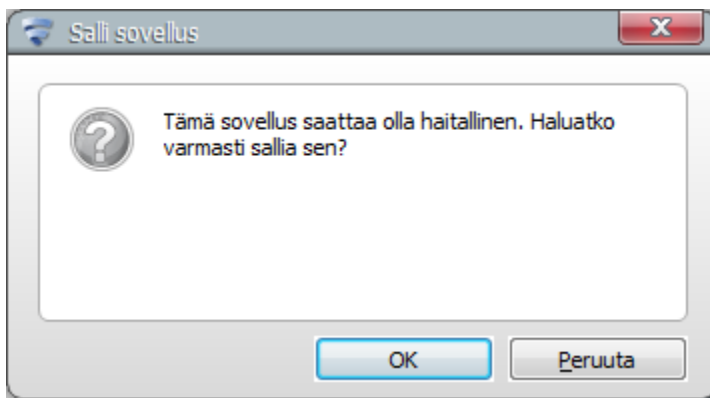 Salli sovellus
Tämä sovellus saattaa olla haitallinen. Haluatko
varmasti sallia sen?
OK
Peruuta